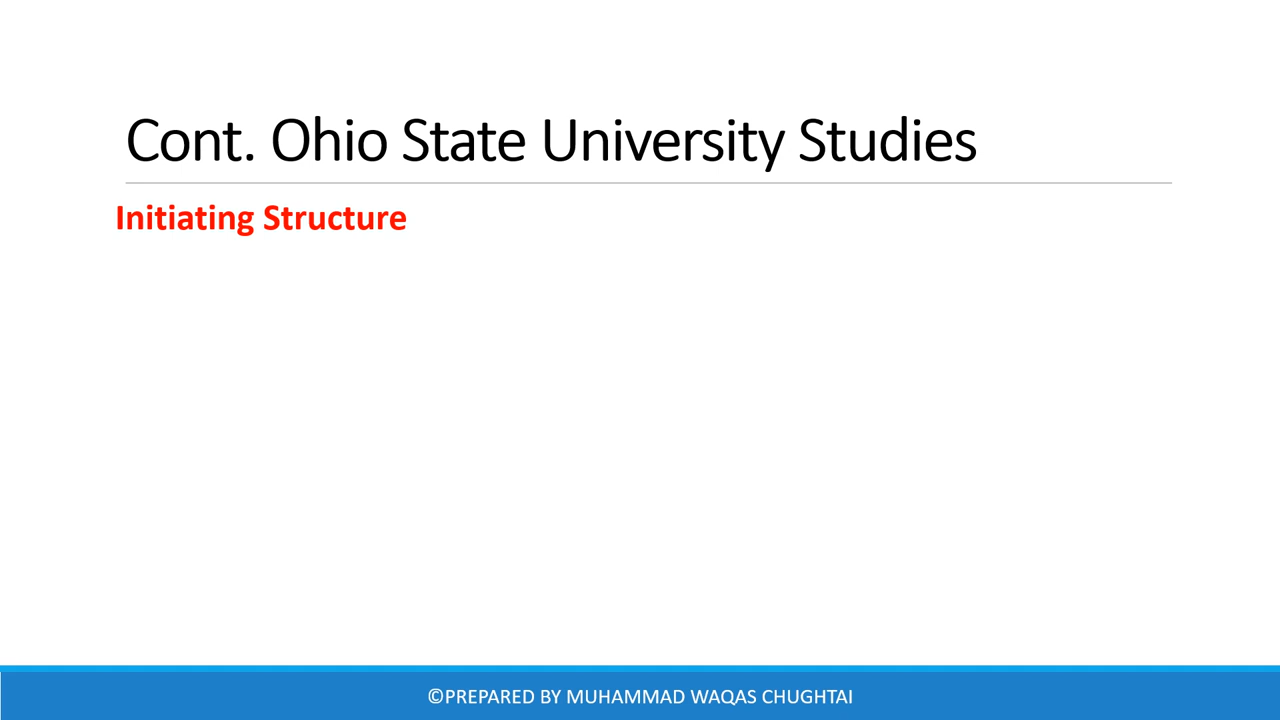 Cont. Ohio State University Studies
Initiating Structure
©PREPARED BY MUHAMMAD WAQAS CHUGHTAI